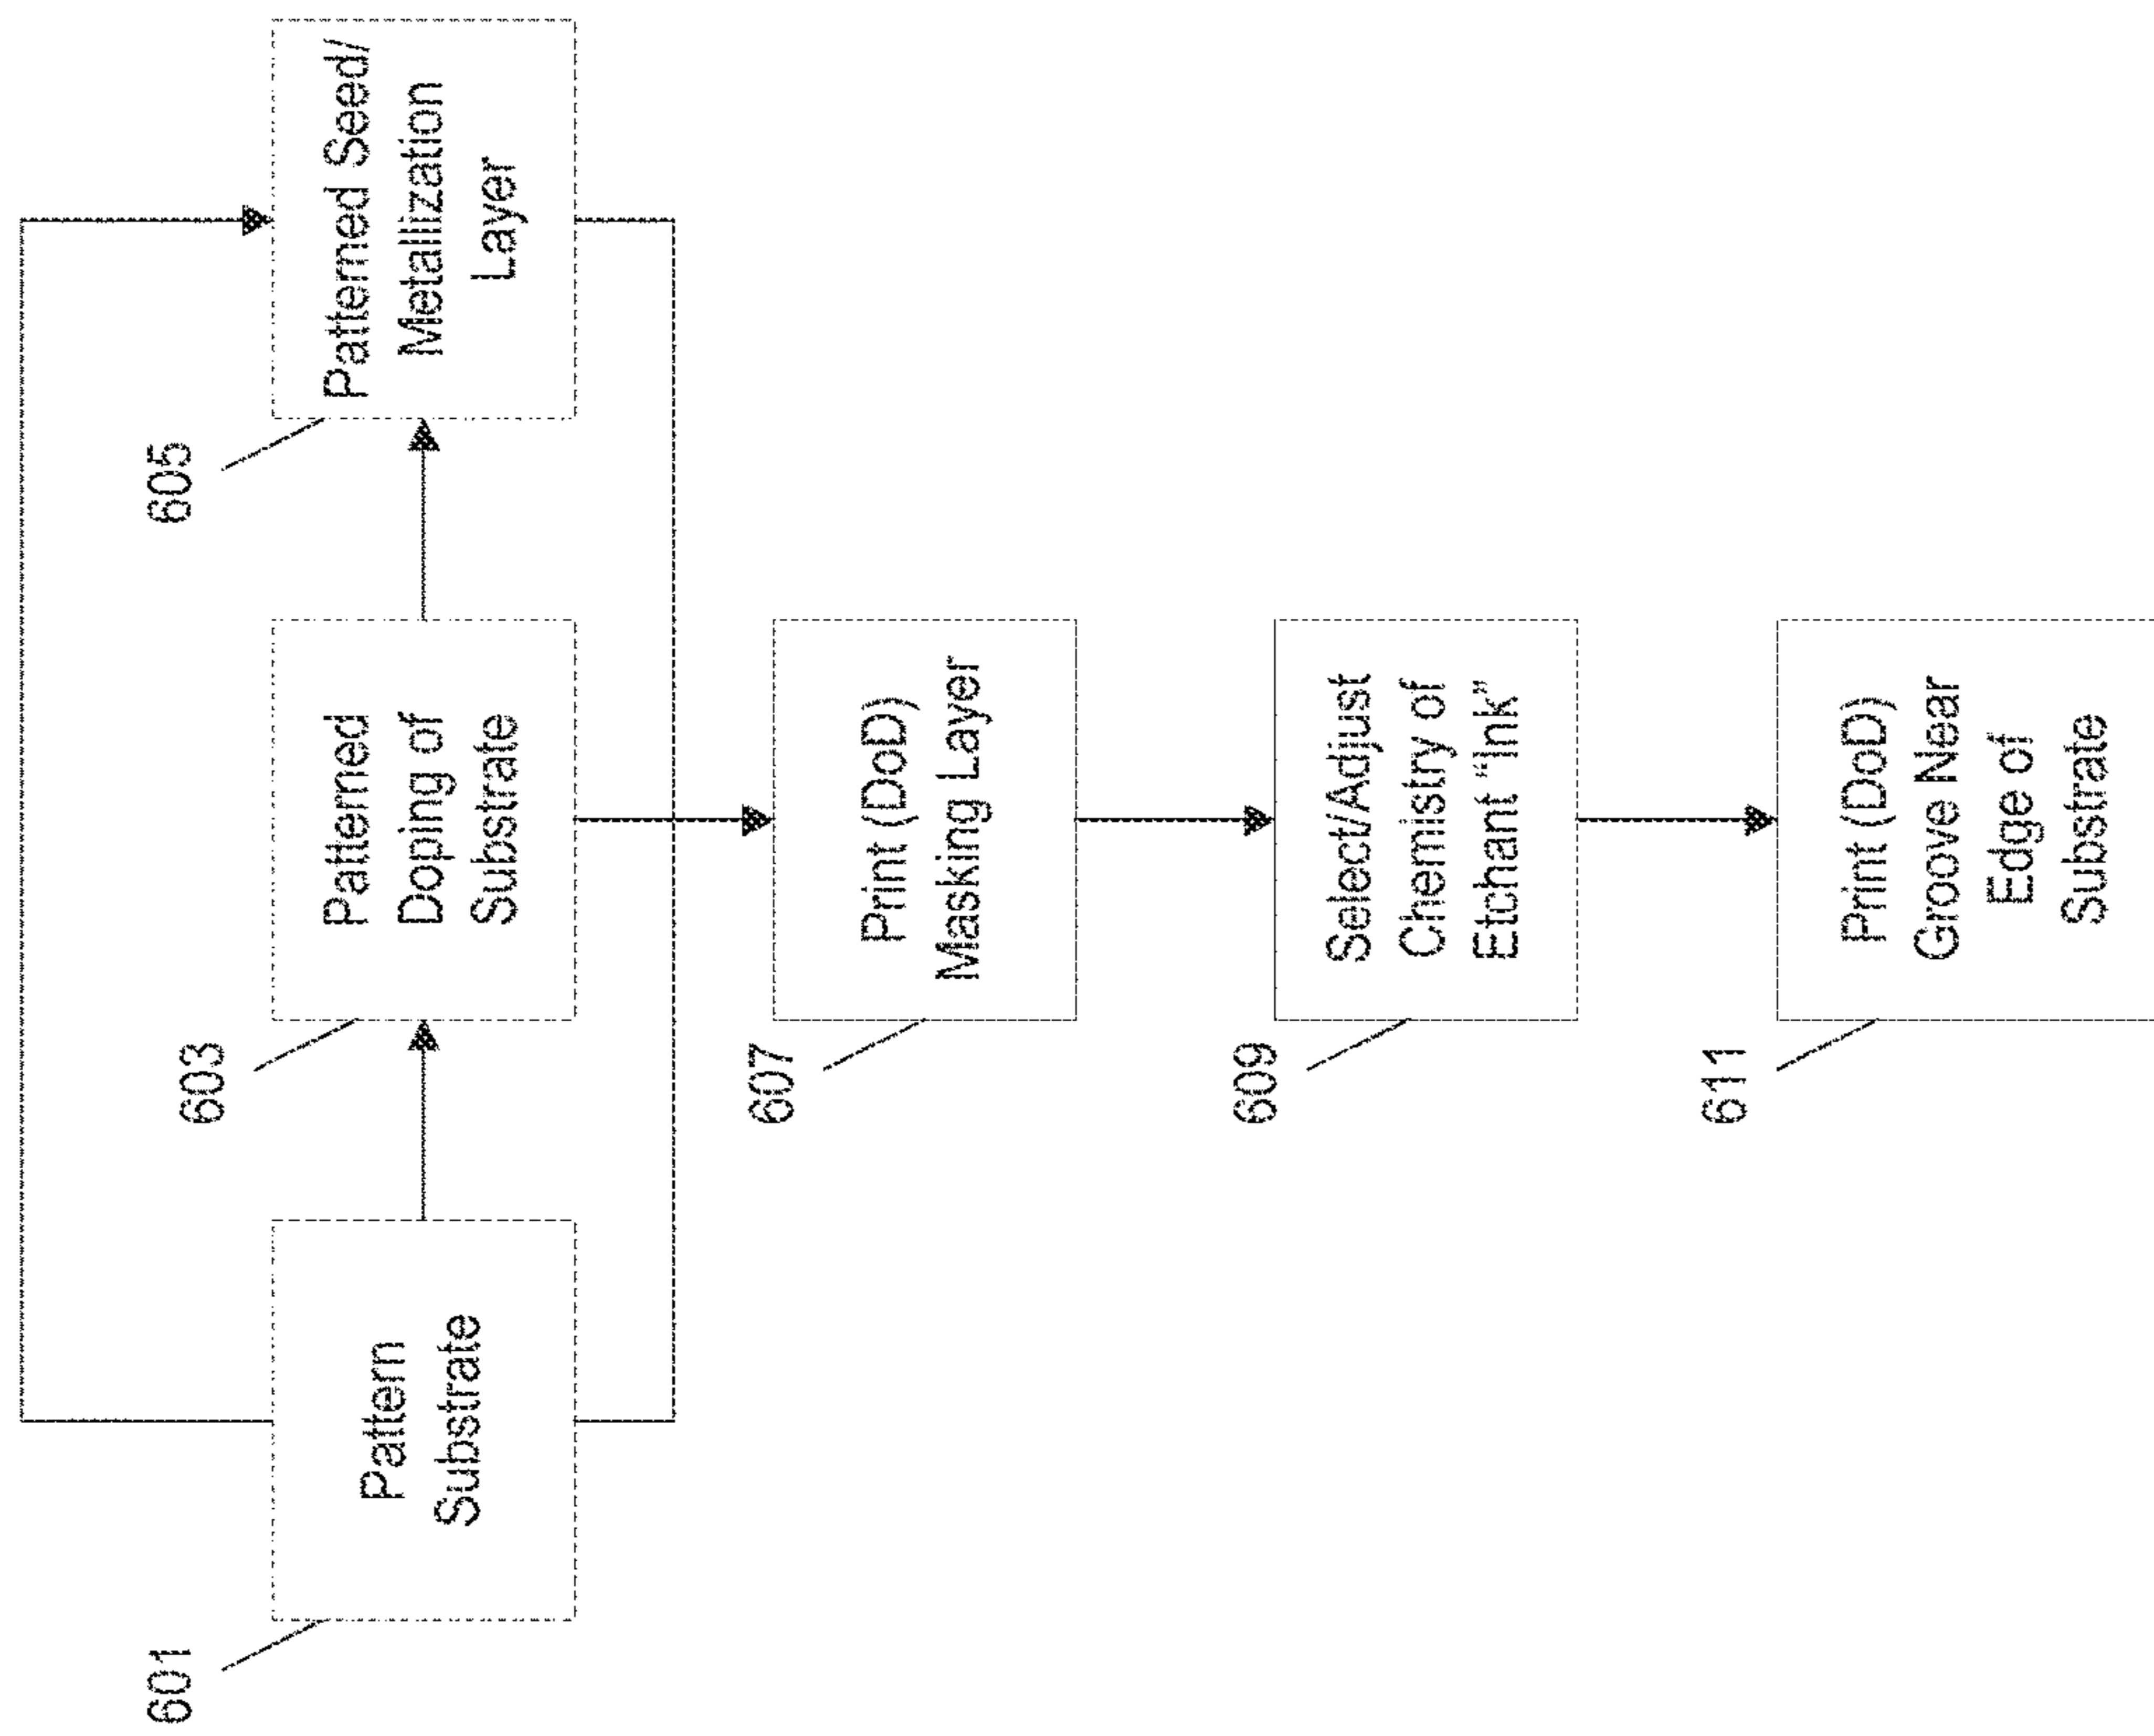 601
Pattern
Substrate
603
Patterned
Doping of
Substrate
605
Patterned Seed/
Metallization
Layer
607
Print (DoD)
Masking Layer
609
Select/Adjust
Chemistry of
Etchant “Ink”
611
Print (DoD)
Groove Near
Edge of
Substrate